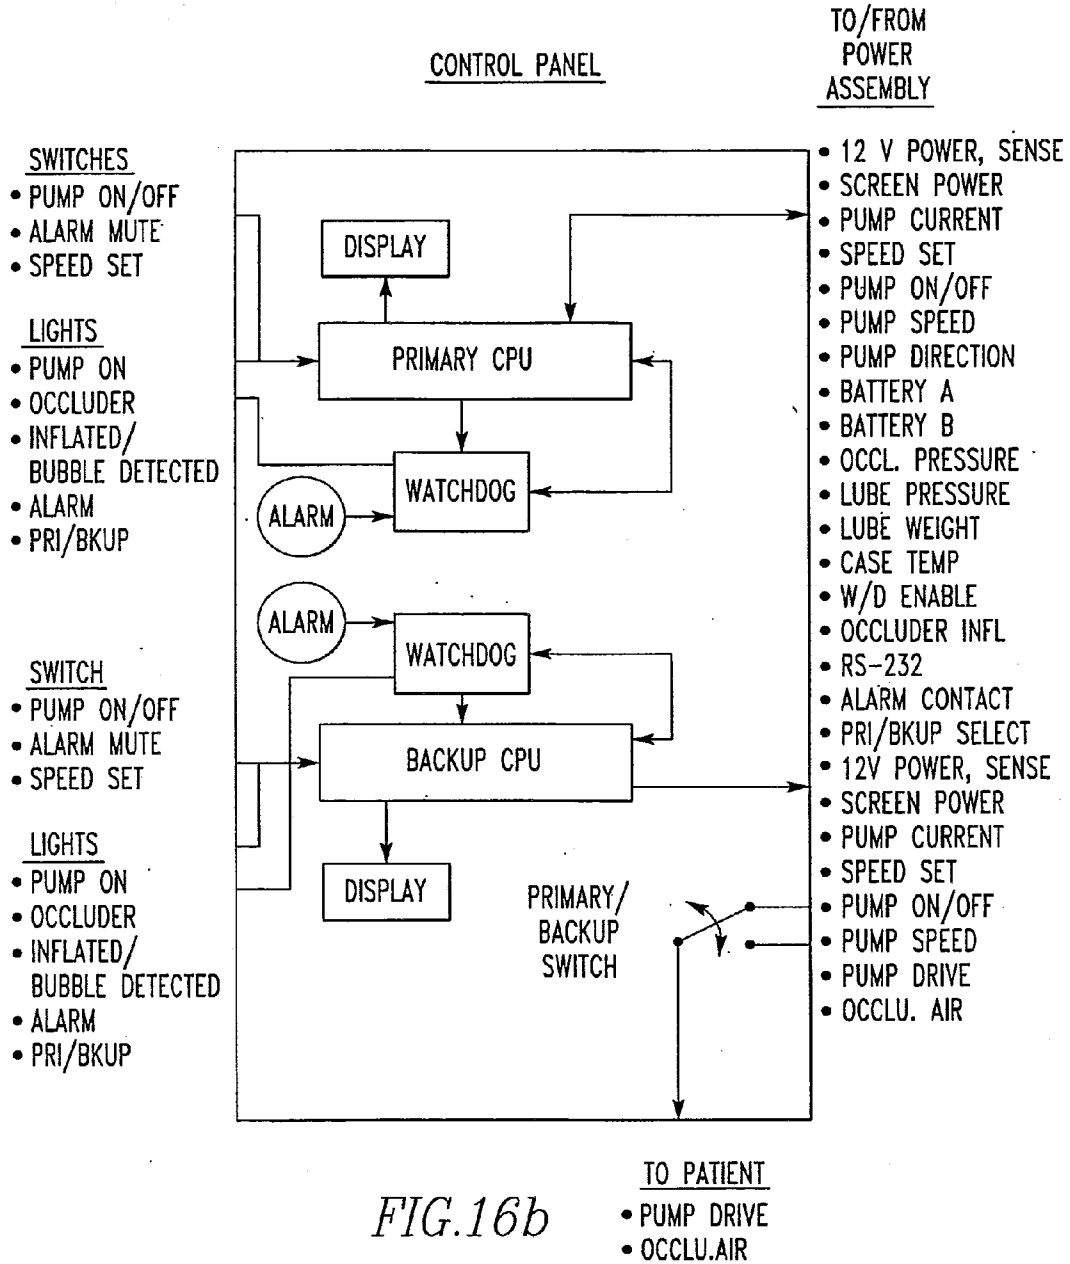 CONTROL PANEL
TO/FROM
POWER
ASSEMBLY
SWITCHES
• PUMP ON/OFF
• ALARM MUTE
• SPEED SET
LIGHTS
• PUMP ON
• OCCLUDER
• INFLATED/
BUBBLE DETECTED
• ALARM
• PRI/BKUP
SWITCH
• PUMP ON/OFF
• ALARM MUTE
• SPEED SET
LIGHTS
• PUMP ON
• OCCLUDER
• INFLATED/
BUBBLE DETECTED
• ALARM
• PRI/BKUP
DISPLAY
PRIMARY CPU
WATCHDOG
ALARM
ALARM
WATCHDOG
BACKUP CPU
DISPLAY
PRIMARY/
BACKUP
SWITCH
• 12 V POWER, SENSE
• SCREEN POWER
• PUMP CURRENT
• SPEED SET
• PUMP ON/OFF
• PUMP SPEED
• PUMP DIRECTION
• BATTERY A
• BATTERY B
• OCCL. PRESSURE
• LUBE PRESSURE
• LUBE WEIGHT
• CASE TEMP
• W/D ENABLE
• OCCLUDER INFL
• RS-232
• ALARM CONTACT
• PRI/BKUP SELECT
• 12V POWER, SENSE
• SCREEN POWER
• PUMP CURRENT
• SPEED SET
• PUMP ON/OFF
• PUMP SPEED
• PUMP DRIVE
• OCCLU. AIR
TO PATIENT
• PUMP DRIVE
• OCCLU.AIR
FIG.16b